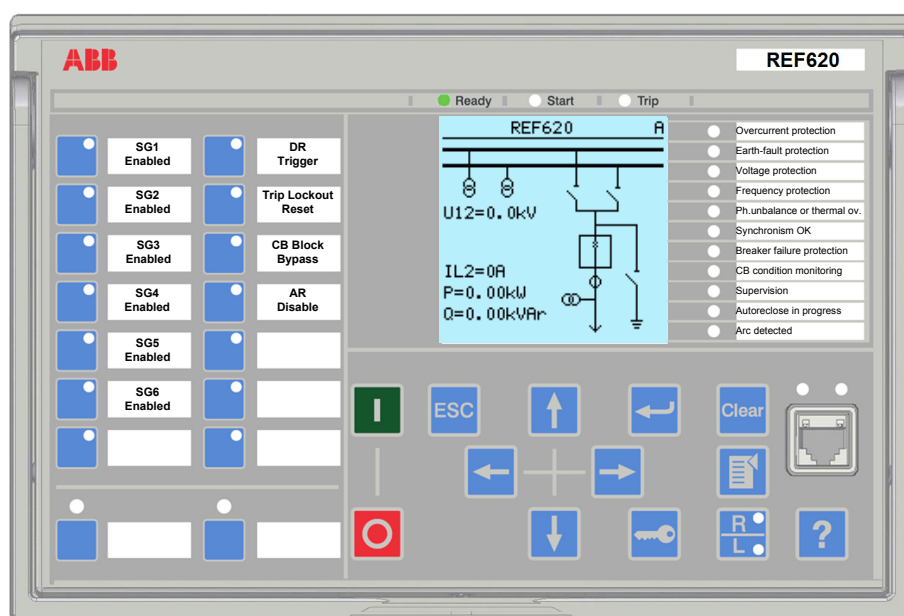 ABB
REF620
Ready
Start
Trip
SG1
Enabled
DR
Trigger
SG2
Enabled
Trip Lockout
Reset
SG3
Enabled
CB Block
Bypass
SG4
Enabled
AR
Disable
SG5
Enabled
SG6
Enabled
REF620 A
U12=0.0kV
IL2=0A
P=0.00kW
Q=0.00kVAr
Overcurrent protection
Earth-fault protection
Voltage protection
Frequency protection
Ph.unbalance or thermal ov.
Synchronism OK
Breaker failure protection
CB condition monitoring
Supervision
Autoreclose in progress
Arc detected
I
ESC
Clear
O
R
L
?